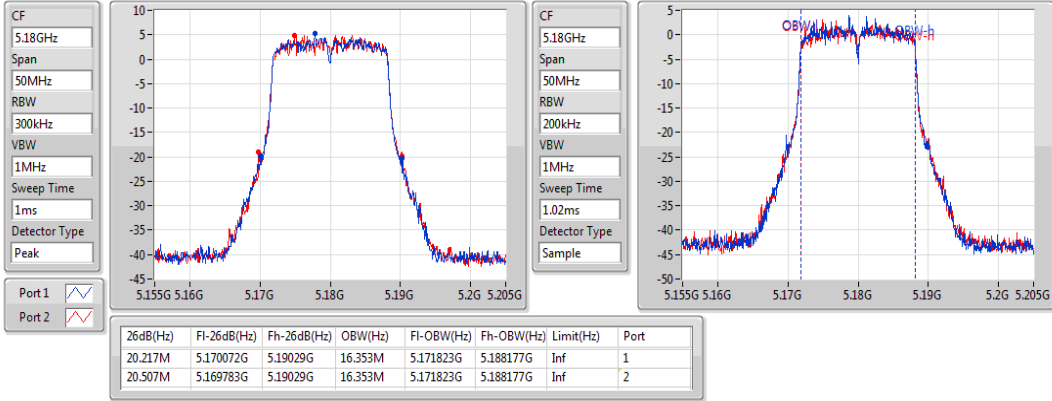 CF
5.18GHz
Span
50MHz
RBW
300kHz
VBW
1MHz
Sweep Time
1ms
Detector Type
Peak
Port 1
Port 2
10
5
0
-5
-10
-15
-20
-25
-30
-35
-40
-45
5.155G 5.16G 5.17G 5.18G 5.19G 5.2G 5.205G
CF
5.18GHz
Span
50MHz
RBW
200kHz
VBW
1MHz
Sweep Time
1.02ms
Detector Type
Sample
5
0
-5
-10
-15
-20
-25
-30
-35
-40
-45
-50
OBW-l OBW-h
5.155G 5.16G 5.17G 5.18G 5.19G 5.2G 5.205G
26dB(Hz) Fl-26dB(Hz) Fh-26dB(Hz) OBW(Hz) Fl-OBW(Hz) Fh-OBW(Hz) Limit(Hz) Port
20.217M 5.170072G 5.19029G 16.353M 5.171823G 5.188177G Inf 1
20.507M 5.169783G 5.19029G 16.353M 5.171823G 5.188177G Inf 2